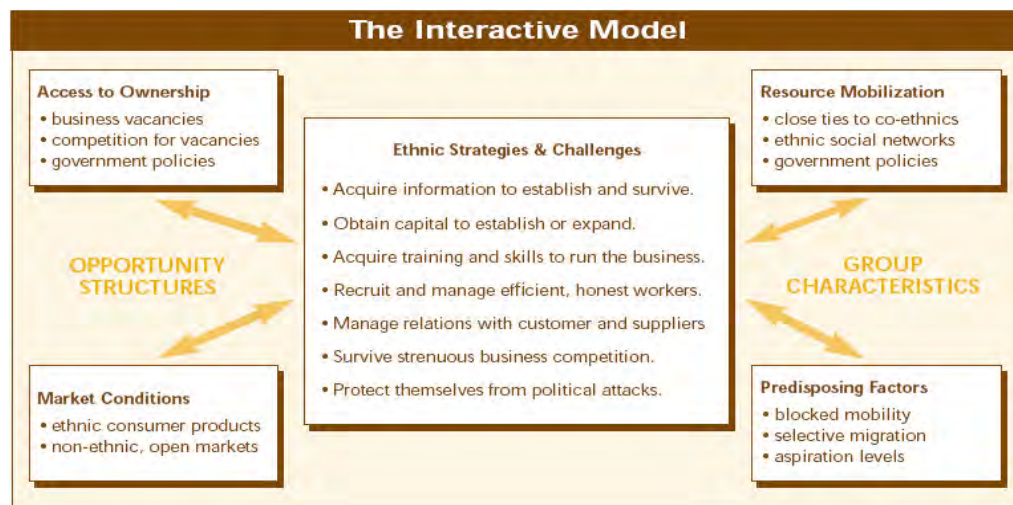 The Interactive Model
Access to Ownership
• business vacancies
• competition for vacancies
• government policies
OPPORTUNITY
STRUCTURES
Market Conditions
• ethnic consumer products
• non-ethnic, open markets
Ethnic Strategies & Challenges
• Acquire information to establish and survive.
• Obtain capital to establish or expand.
• Acquire training and skills to run the business.
• Recruit and manage efficient, honest workers.
• Manage relations with customer and suppliers
• Survive strenuous business competition.
• Protect themselves from political attacks.
Resource Mobilization
• close ties to co-ethnics
• ethnic social networks
• government policies
GROUP
CHARACTERISTICS
Predisposing Factors
• blocked mobility
• selective migration
• aspiration levels